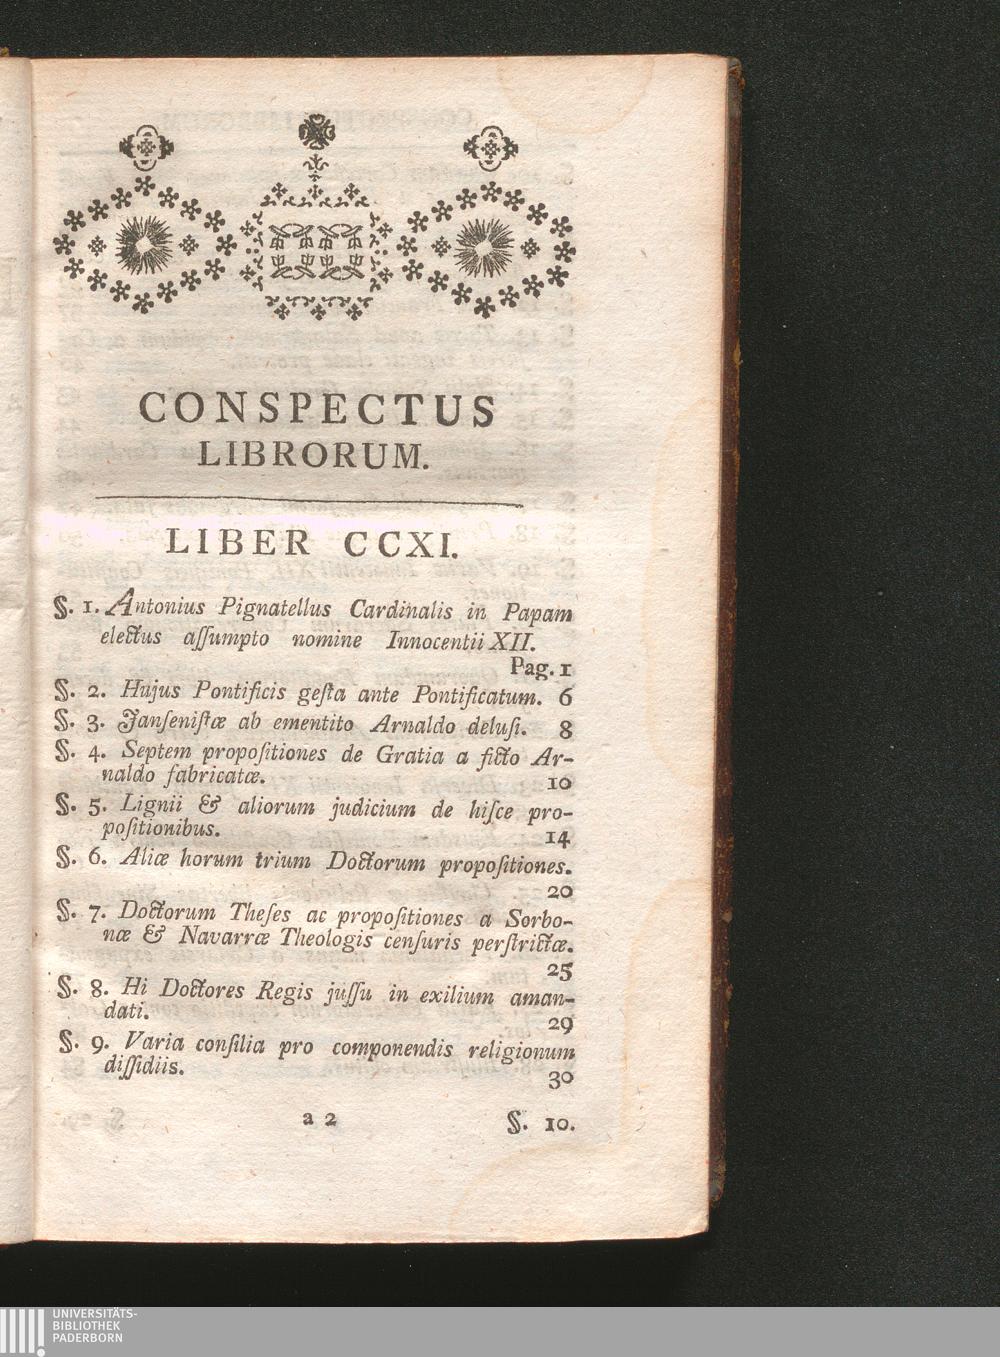 CONSPECTUS
LIBRORUM.
LIBER CCXI.
§. 1. Antonius Pignatellus Cardinalis in Papam
electus aſſumpto nomine Innocentii XII.
Pag. 1
§. 2. Hujus Pontificis geſta ante Pontificatum. 6
§. 3. Janſeniſtæ ab ementito Arnaldo deluſi. 8
§. 4. Septem propoſitiones de Gratia a ficto Ar-
naldo fabricatæ. 10
§. 5. Lignii & aliorum judicium de hiſce pro-
poſitionibus. 14
§. 6. Aliæ horum trium Doctorum propoſitiones.
20
§. 7. Doctorum Theſes ac propoſitiones a Sorbo-
næ & Navarræ Theologis cenſuris perſtrictæ.
25
§. 8. Hi Doctores Regis juſſu in exilium aman-
dati. 29
§. 9. Varia conſilia pro componendis religionum
diſſidiis. 30
a 2 §. 10.
UNIVERSITÄTS-
BIBLIOTHEK
PADERBORN